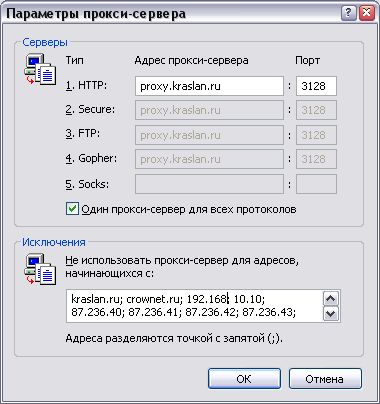 Параметры прокси-сервера
Серверы
Тип Адрес прокси-сервера Порт
1. HTTP: proxy.kraslan.ru : 3128
2. Secure: proxy.kraslan.ru : 3128
3. FTP: proxy.kraslan.ru : 3128
4. Gopher: proxy.kraslan.ru : 3128
5. Socks: :
Один прокси-сервер для всех протоколов
Исключения
Не использовать прокси-сервер для адресов,
начинающихся с:
kraslan.ru; crownet.ru; 192.168; 10.10;
87.236.40; 87.236.41; 87.236.42; 87.236.43;
Адреса разделяются точкой с запятой (;).
ОК Отмена